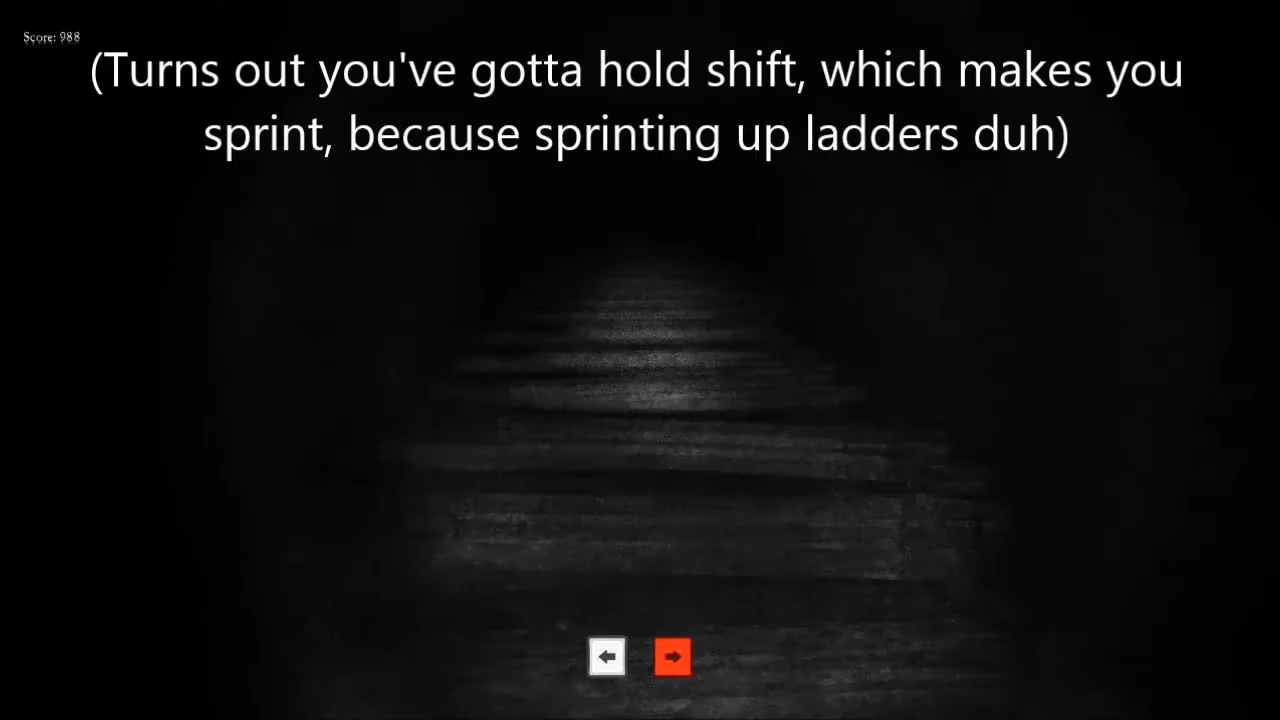 Score: 988
(Turns out you've gotta hold shift, which makes you
sprint, because sprinting up ladders duh)